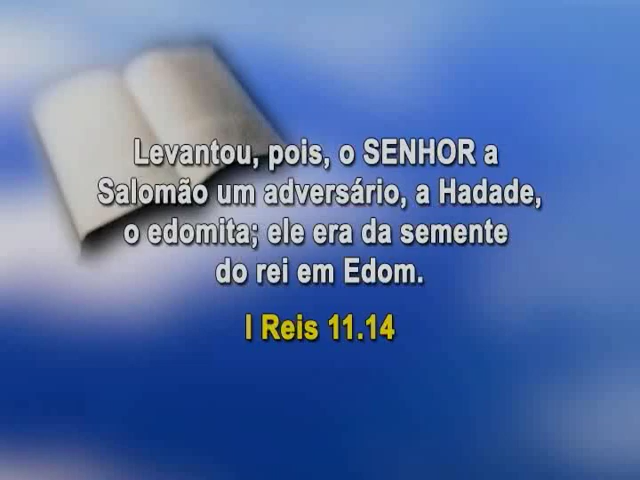 Levantou, pois, o SENHOR a
Salomão um adversário, a Hadade,
o edomita; ele era da semente
do rei em Edom.
I Reis 11.14